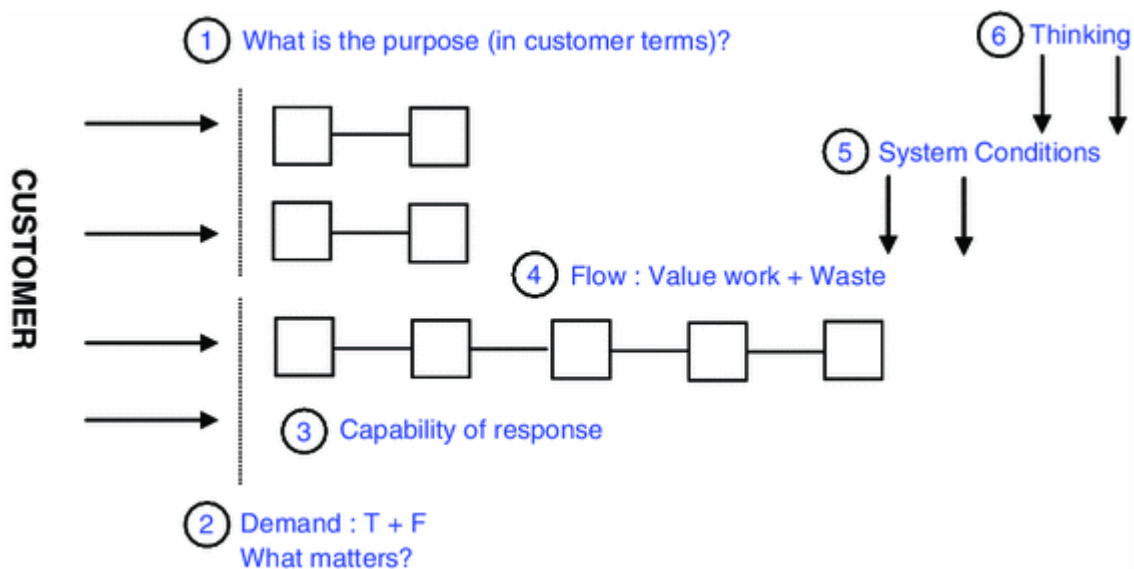 1 What is the purpose (in customer terms)?
6 Thinking
5 System Conditions
CUSTOMER
4 Flow : Value work + Waste
3 Capability of response
2 Demand : T + F
What matters?